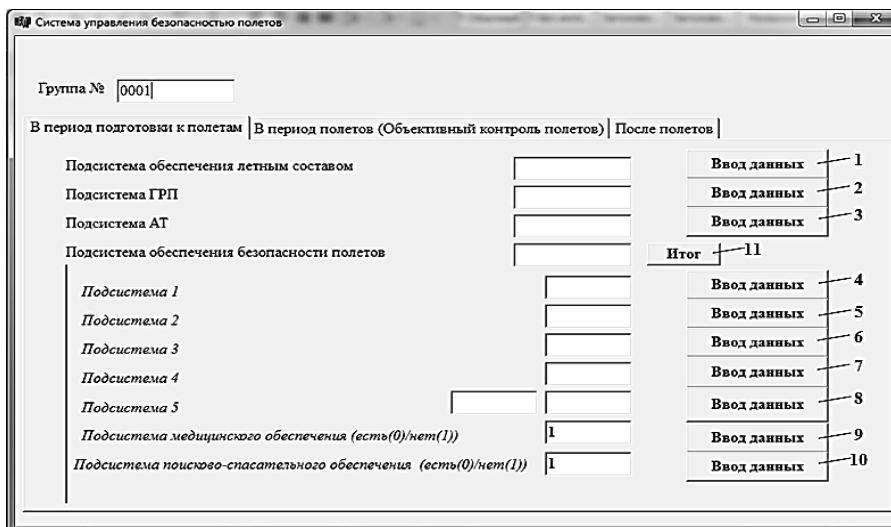 Система управления безопасностью полетов
Группа № 0001
В период подготовки к полетам В период полетов (Объективный контроль полетов) После полетов
Подсистема обеспечения летным составом Ввод данных 1
Подсистема ГРП Ввод данных 2
Подсистема АТ Ввод данных 3
Подсистема обеспечения безопасности полетов Итог 11
Подсистема 1 Ввод данных 4
Подсистема 2 Ввод данных 5
Подсистема 3 Ввод данных 6
Подсистема 4 Ввод данных 7
Подсистема 5 Ввод данных 8
Подсистема медицинского обеспечения (есть(0)/нет(1)) 1 Ввод данных 9
Подсистема поисково-спасательного обеспечения (есть(0)/нет(1)) 1 Ввод данных 10